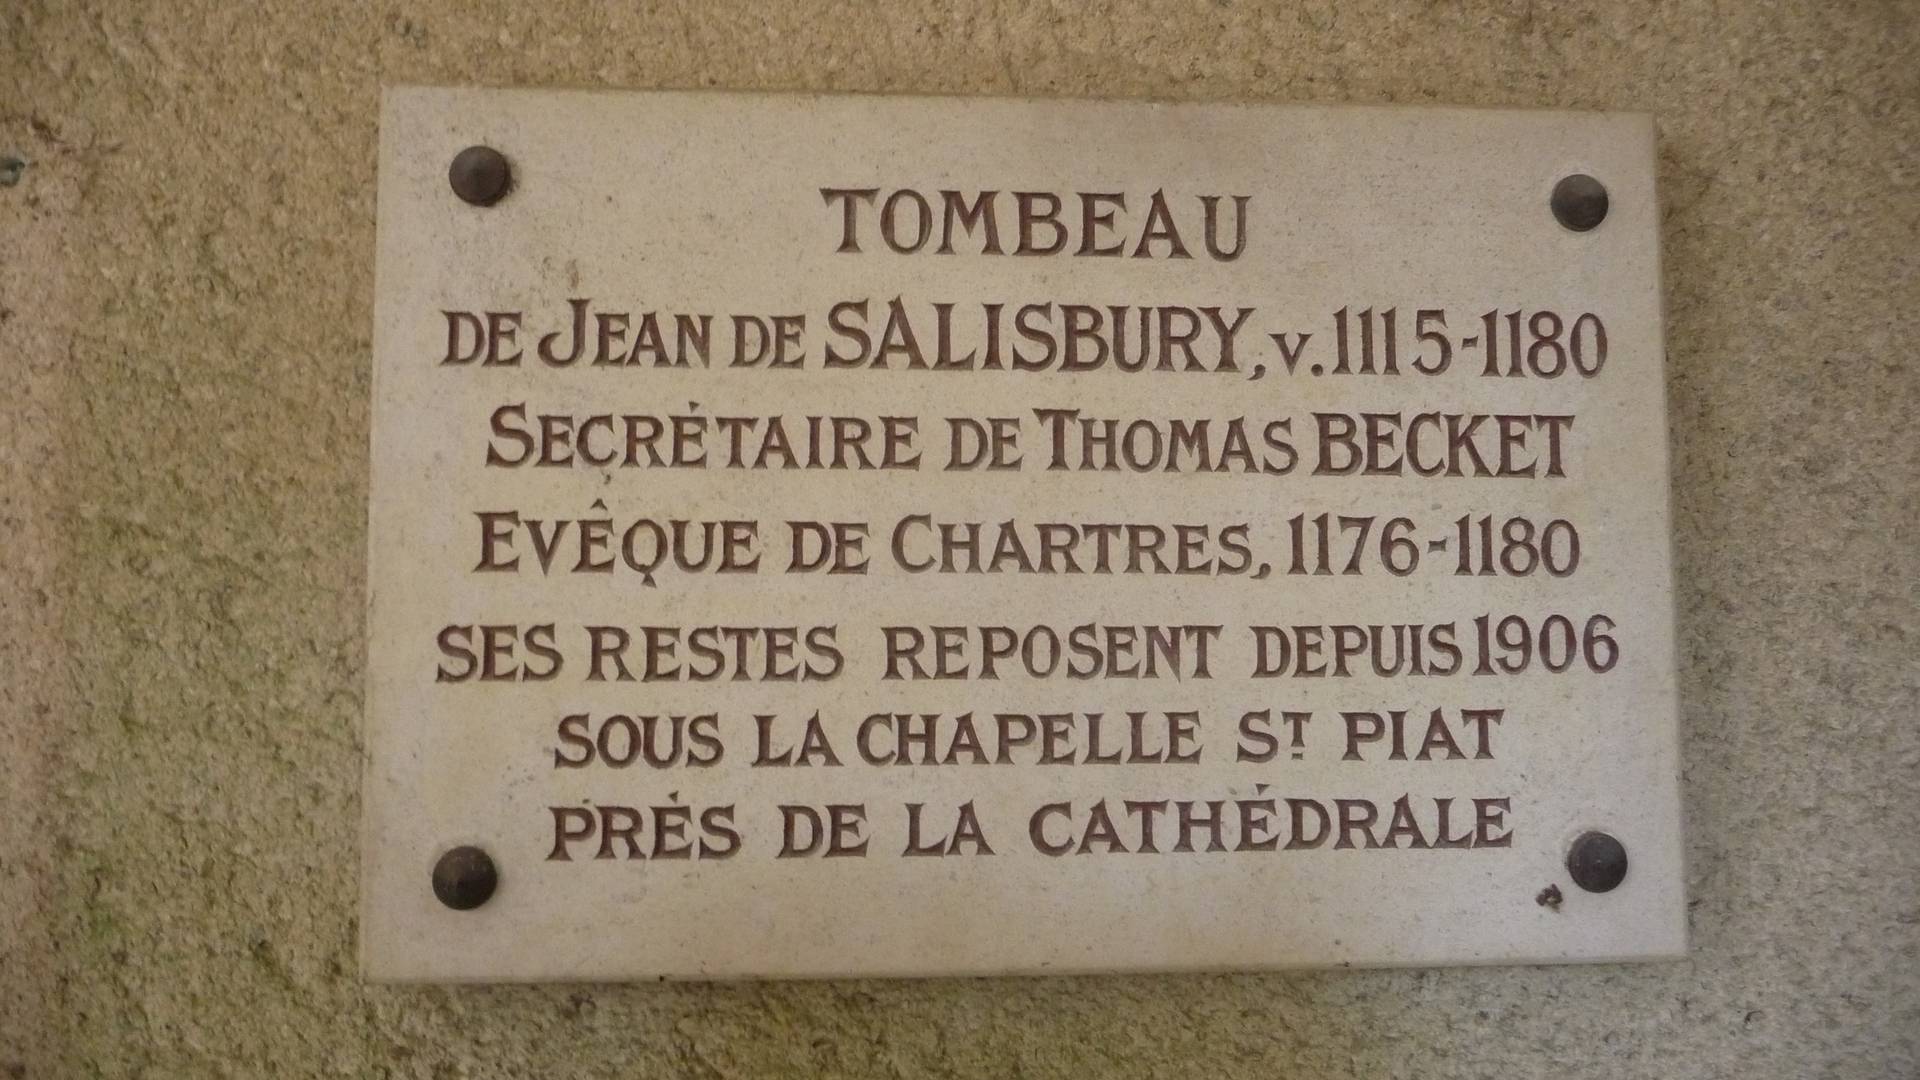 TOMBEAU
DE JEAN DE SALISBURY, v. 1115-1180
SECRÉTAIRE DE THOMAS BECKET
EVÊQUE DE CHARTRES, 1176-1180
SES RESTES REPOSENT DEPUIS 1906
SOUS LA CHAPELLE ST PIAT
PRÉS DE LA CATHÉDRALE